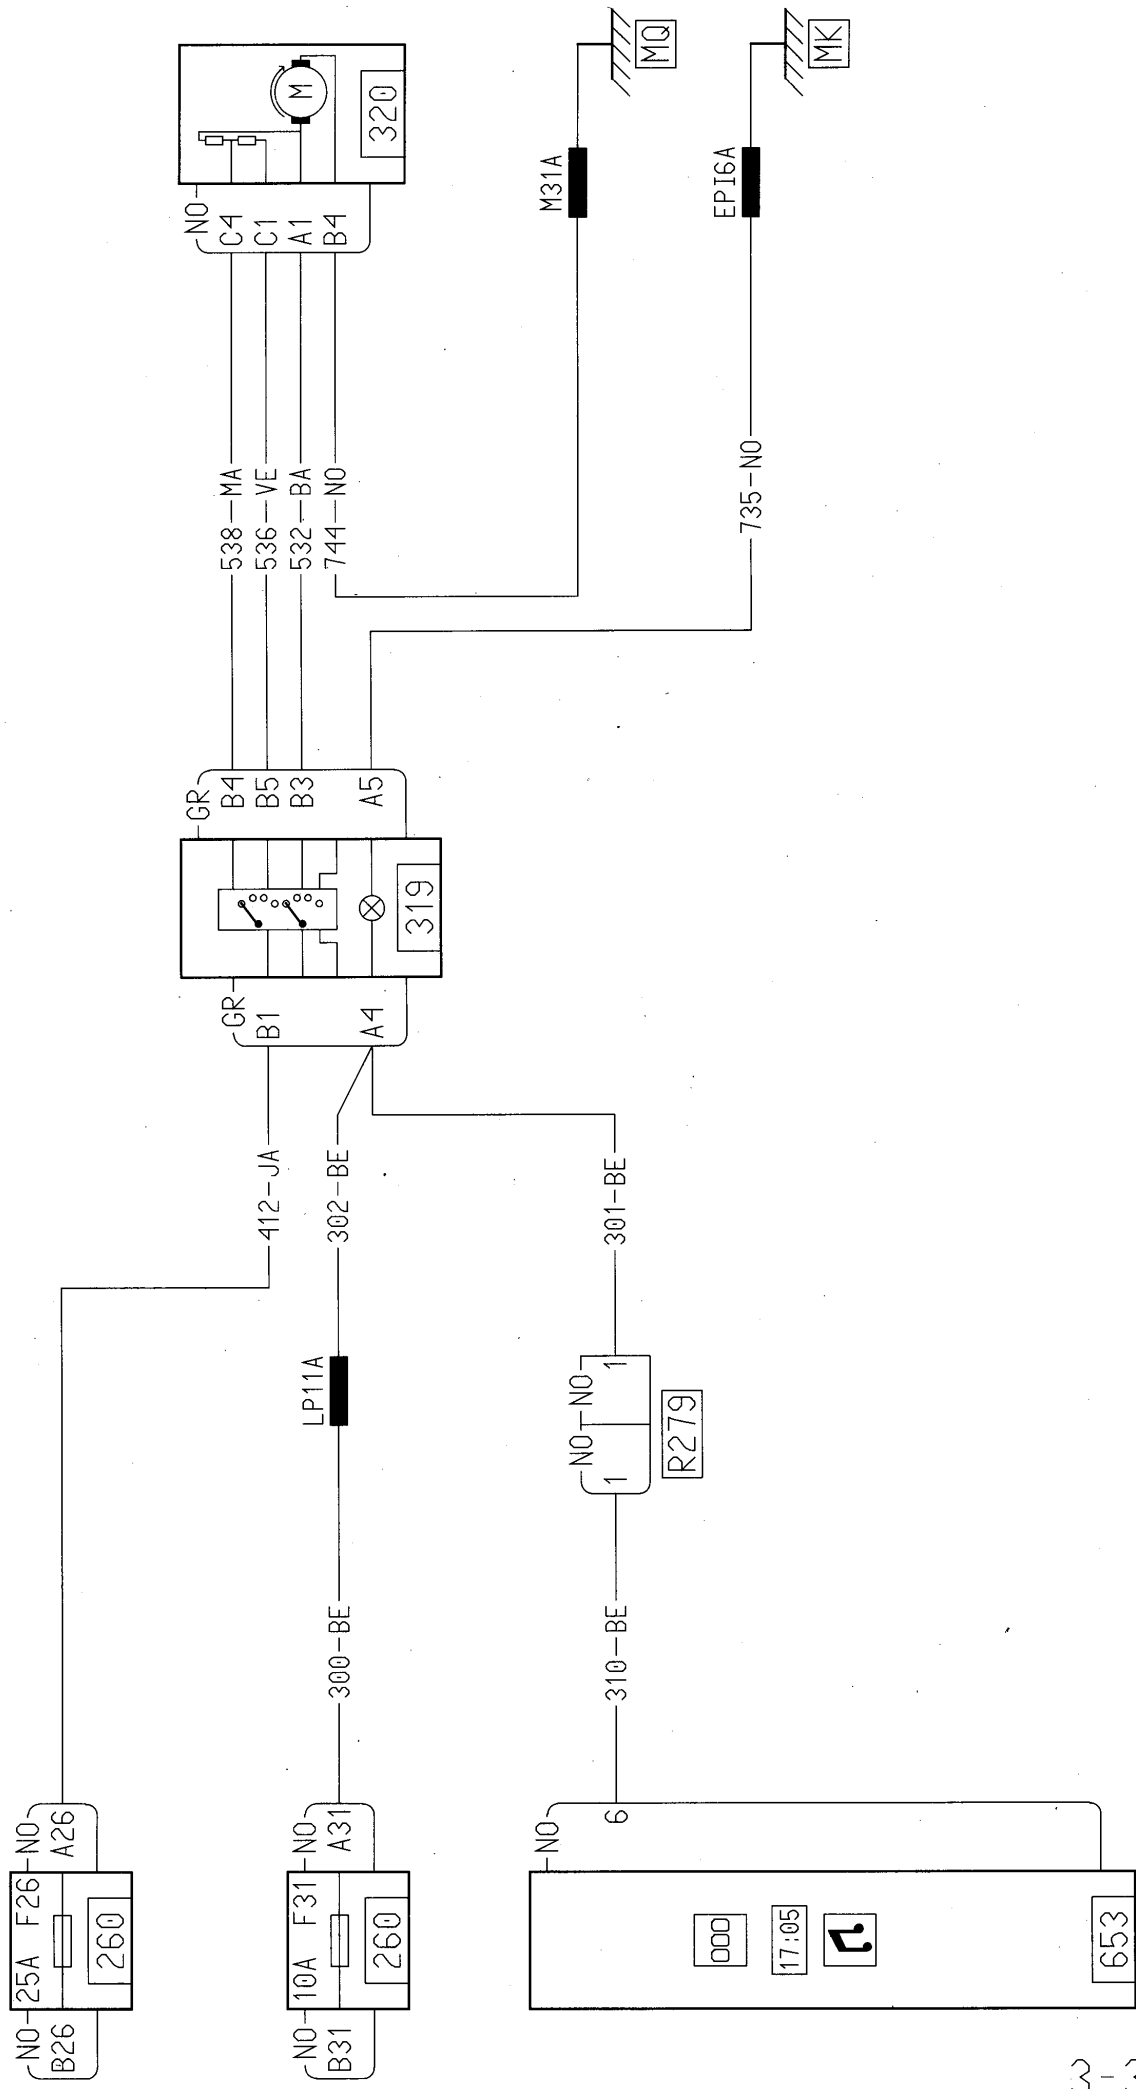 NO
25A F26
NO
B26
A26
260
412-JA
NO
10A F31
NO
B31
A31
260
300-BE
LP11A
302-BE
NO
6
17:05
653
310-BE
NO
NO
1
1
R279
301-BE
GR
B1
A4
319
GR
B4
B5
B3
A5
538-MA
536-VE
532-BA
744-NO
735-NO
NO
C4
C1
A1
B4
M
320
M31A
MQ
EPI6A
MK